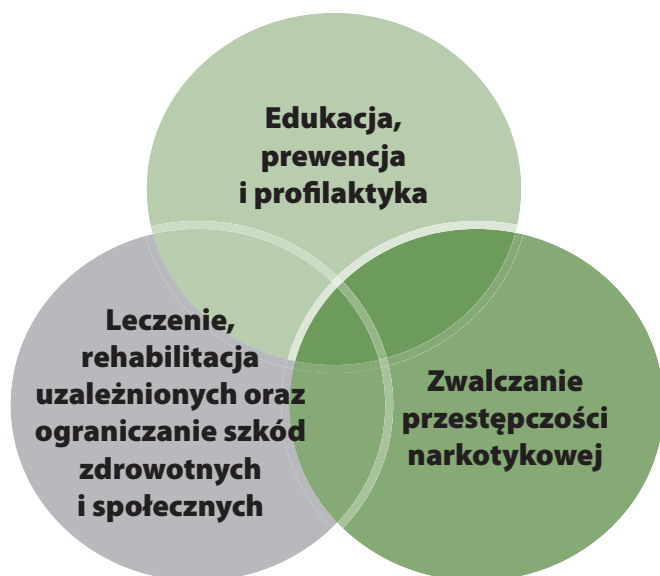 Edukacja,
prewencja
i profilaktyka
Leczenie,
rehabilitacja
uzależnionych oraz
ograniczanie szkód
zdrowotnych
i społecznych
Zwalczanie
przestępczości
narkotykowej